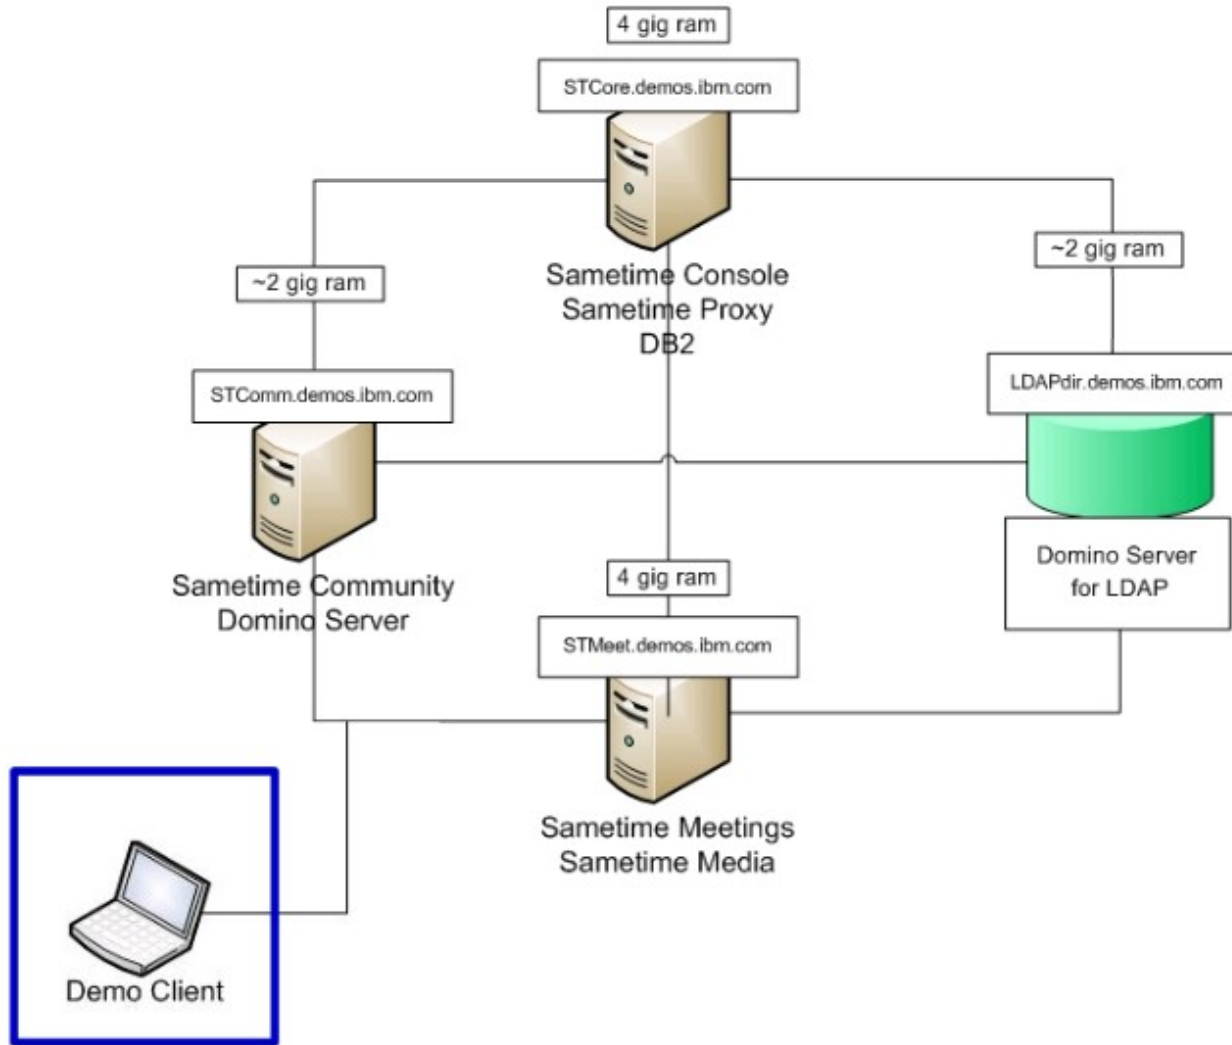 4 gig ram
STCore.demos.ibm.com
Sametime Console
Sametime Proxy
DB2
~2 gig ram
~2 gig ram
STComm.demos.ibm.com
LDAPdir.demos.ibm.com
Sametime Community
Domino Server
Domino Server
for LDAP
4 gig ram
STMeet.demos.ibm.com
Sametime Meetings
Sametime Media
Demo Client